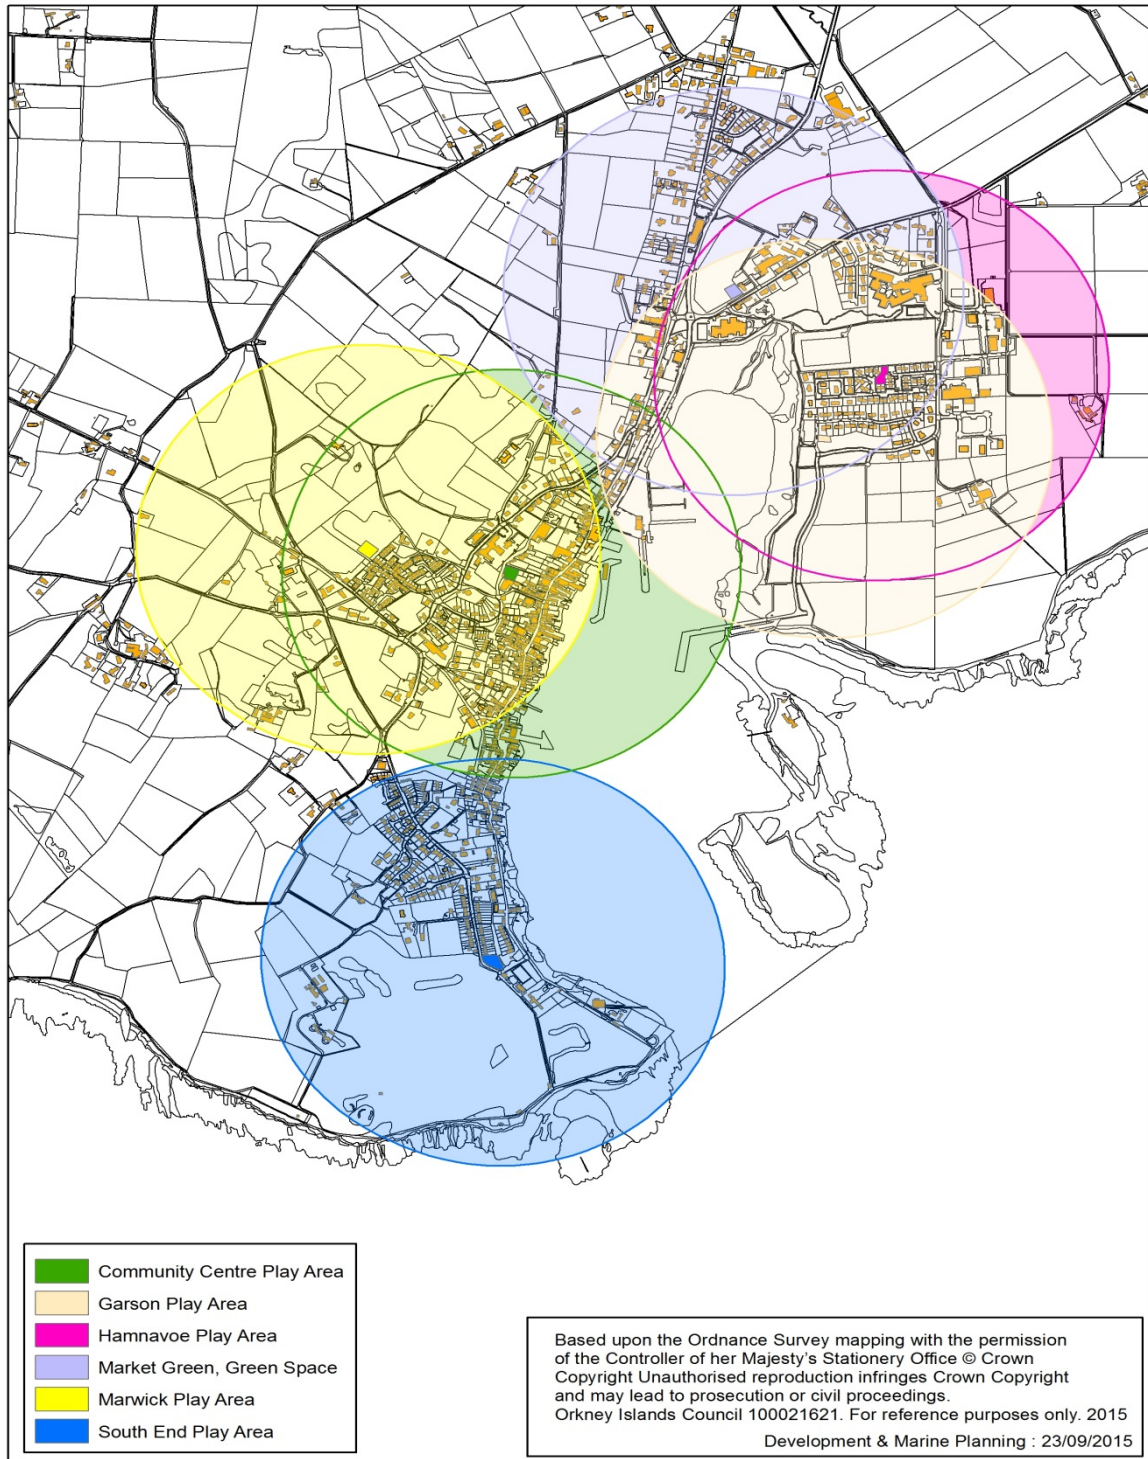 Community Centre Play Area
Garson Play Area
Hamnavoe Play Area
Market Green, Green Space
Marwick Play Area
South End Play Area
Based upon the Ordnance Survey mapping with the permission
of the Controller of her Majesty's Stationery Office © Crown
Copyright Unauthorised reproduction infringes Crown Copyright
and may lead to prosecution or civil proceedings.
Orkney Islands Council 100021621. For reference purposes only. 2015
Development & Marine Planning : 23/09/2015